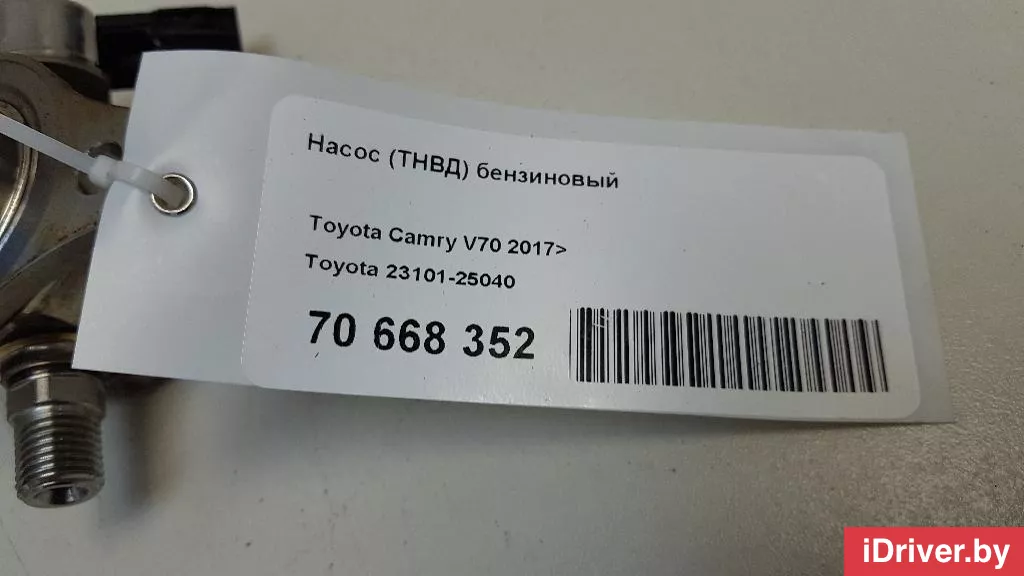 Насос (ТНВД) бензиновый
Toyota Camry V70 2017>
Toyota 23101-25040
70 668 352
iDriver.by